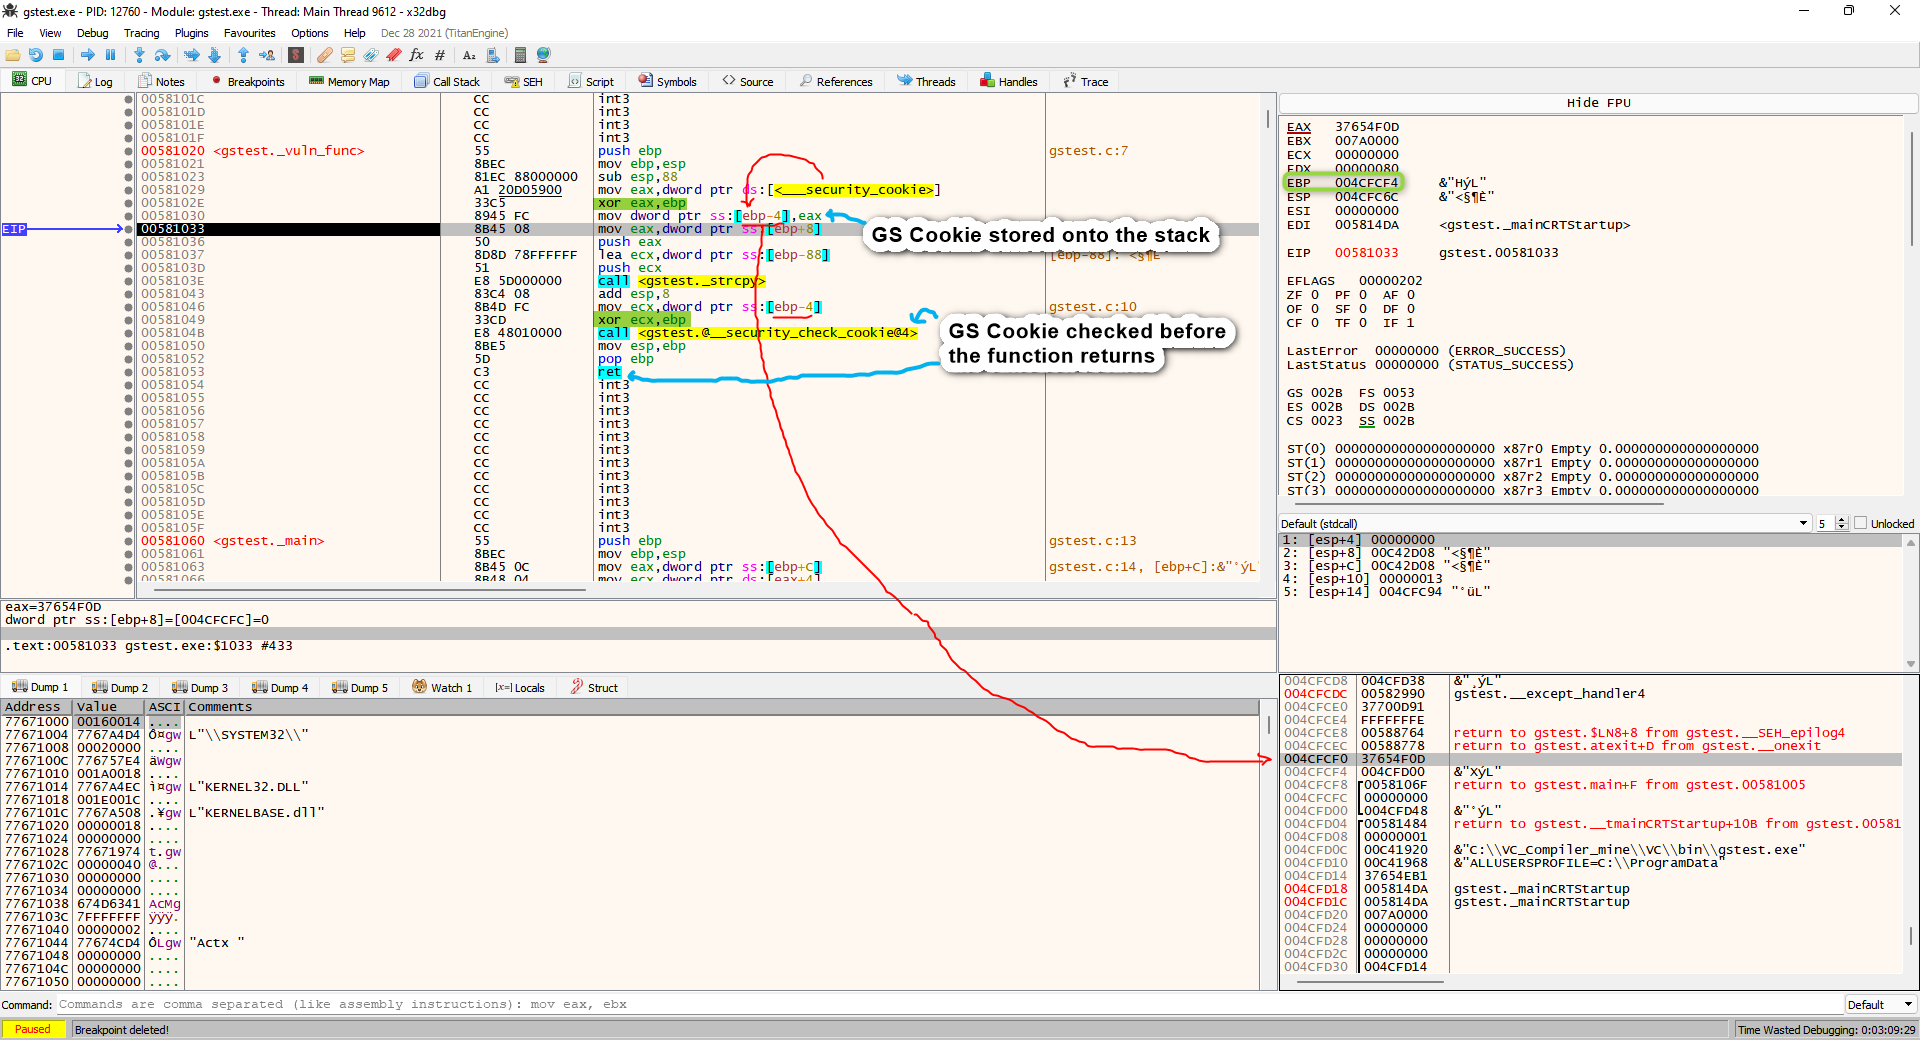 gstest.exe - PID: 12760 - Module: gstest.exe - Thread: Main Thread 9612 - x32dbg
File View Debug Tracing Plugins Favourites Options Help Dec 28 2021 (TitanEngine)
CPU Log Notes Breakpoints Memory Map Call Stack SEH Script Symbols Source References Threads Handles Trace
0058101C CC int3
0058101D CC int3
0058101E CC int3
0058101F CC int3
00581020 <gstest._vuln_func> 55 push ebp gstest.c:7
00581021 8BEC mov ebp,esp
00581023 81EC 88000000 sub esp,88
00581029 A1 20D05900 mov eax,dword ptr ds:[<___security_cookie>]
0058102E 33C5 xor eax,ebp
00581030 8945 FC mov dword ptr ss:[ebp-4],eax
EIP 00581033 8B45 08 mov eax,dword ptr ss:[ebp+8]
GS Cookie stored onto the stack
00581036 50 push eax
00581037 8D8D 78FFFFFF lea ecx,dword ptr ss:[ebp-88] [ebp-88]:"<§¶È"
0058103D 51 push ecx
0058103E E8 5D000000 call <gstest._strcpy>
00581043 83C4 08 add esp,8
00581046 8B4D FC mov ecx,dword ptr ss:[ebp-4] gstest.c:10
00581049 33CD xor ecx,ebp
0058104B E8 48010000 call <gstest.@__security_check_cookie@4>
GS Cookie checked before
the function returns
00581050 8BE5 mov esp,ebp
00581052 5D pop ebp
00581053 C3 ret
00581054 CC int3
00581055 CC int3
00581056 CC int3
00581057 CC int3
00581058 CC int3
00581059 CC int3
0058105A CC int3
0058105B CC int3
0058105C CC int3
0058105D CC int3
0058105E CC int3
0058105F CC int3
00581060 <gstest._main> 55 push ebp gstest.c:13
00581061 8BEC mov ebp,esp
00581063 8B45 0C mov eax,dword ptr ss:[ebp+C] gstest.c:14, [ebp+C]:&"°ýL"
00581066 8B48 04 mov ecx,dword ptr ds:[eax+4]
Hide FPU
EAX 37654F0D
EBX 007A0000
ECX 00000000
EDX 00000080
EBP 004CFCF4 &"HýL"
ESP 004CFC6C &"<§¶È"
ESI 00000000
EDI 005814DA <gstest._mainCRTStartup>
EIP 00581033 gstest.00581033
EFLAGS 00000202
ZF 0 PF 0 AF 0
OF 0 SF 0 DF 0
CF 0 TF 0 IF 1
LastError 00000000 (ERROR_SUCCESS)
LastStatus 00000000 (STATUS_SUCCESS)
GS 002B FS 0053
ES 002B DS 002B
CS 0023 SS 002B
ST(0) 00000000000000000000 x87r0 Empty 0.000000000000000000
ST(1) 00000000000000000000 x87r1 Empty 0.000000000000000000
ST(2) 00000000000000000000 x87r2 Empty 0.000000000000000000
ST(3) 00000000000000000000 x87r3 Empty 0.000000000000000000
Default (stdcall) 5 Unlocked
1: [esp+4] 00000000
2: [esp+8] 00C42D08 "<§¶È"
3: [esp+C] 00C42D08 "<§¶È"
4: [esp+10] 00000013
5: [esp+14] 004CFC94 "°üL"
eax=37654F0D
dword ptr ss:[ebp+8]=[004CFCFC]=0
.text:00581033 gstest.exe:$1033 #433
Dump 1 Dump 2 Dump 3 Dump 4 Dump 5 Watch 1 Locals Struct
Address Value ASCI Comments
77671000 00160014 ....
77671004 7767A4D4 Ô¤gw L"\\SYSTEM32\\"
77671008 00020000 ....
7767100C 776757E4 äWgw
77671010 001A0018 ....
77671014 7767A4EC ì¤gw L"KERNEL32.DLL"
77671018 001E001C ....
7767101C 7767A508 .¥gw L"KERNELBASE.dll"
77671020 00000018 ....
77671024 00000000 ....
77671028 77671974 t.gw
7767102C 00000040 @...
77671030 00000000 ....
77671034 00000000 ....
77671038 674D6341 AcMg
7767103C 7FFFFFFF ÿÿÿ.
77671040 00000002 ....
77671044 77674CD4 ÔLgw "Actx "
77671048 00000000 ....
7767104C 00000000 ....
77671050 00000000 ....
004CFCD8 004CFD38 &"¸ýL"
004CFCDC 00582990 gstest.__except_handler4
004CFCE0 37700D91
004CFCE4 FFFFFFFE
004CFCE8 00588764 return to gstest.$LN8+8 from gstest.__SEH_epilog4
004CFCEC 00588778 return to gstest.atexit+D from gstest.__onexit
004CFCF0 37654F0D
004CFCF4 004CFD00 &"XýL"
004CFCF8 0058106F return to gstest.main+F from gstest.00581005
004CFCFC 00000000
004CFD00 004CFD48 &"°ýL"
004CFD04 00581484 return to gstest.__tmainCRTStartup+10B from gstest.00581
004CFD08 00000001
004CFD0C 00C41920 &"C:\\VC_Compiler_mine\\VC\\bin\\gstest.exe"
004CFD10 00C41968 &"ALLUSERSPROFILE=C:\\ProgramData"
004CFD14 37654EB1
004CFD18 005814DA gstest._mainCRTStartup
004CFD1C 005814DA gstest._mainCRTStartup
004CFD20 007A0000
004CFD24 00000000
004CFD28 00000000
004CFD2C 00000000
004CFD30 004CFD14
Command: Commands are comma separated (like assembly instructions): mov eax, ebx Default
Paused Breakpoint deleted! Time Wasted Debugging: 0:03:09:29